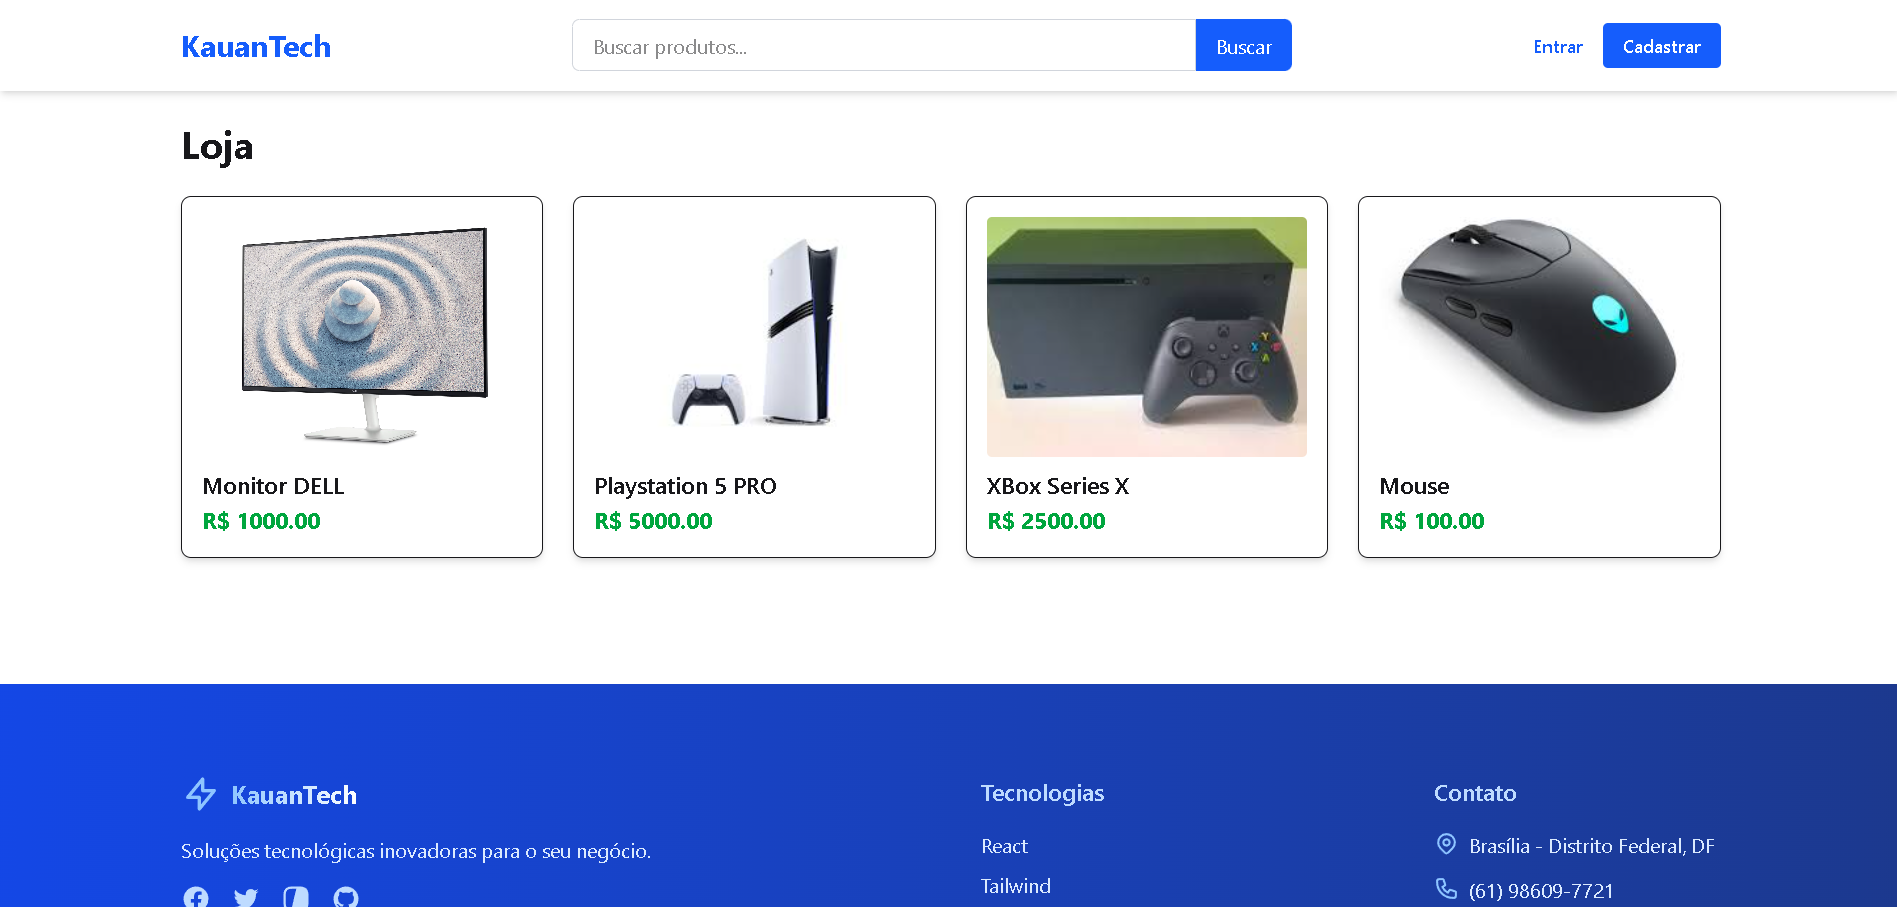 KauanTech
Buscar produtos...
Buscar
Entrar
Cadastrar
Loja
Monitor DELL
R$ 1000.00
Playstation 5 PRO
R$ 5000.00
XBox Series X
R$ 2500.00
Mouse
R$ 100.00
KauanTech
Soluções tecnológicas inovadoras para o seu negócio.
Tecnologias
React
Tailwind
Contato
Brasília - Distrito Federal, DF
(61) 98609-7721